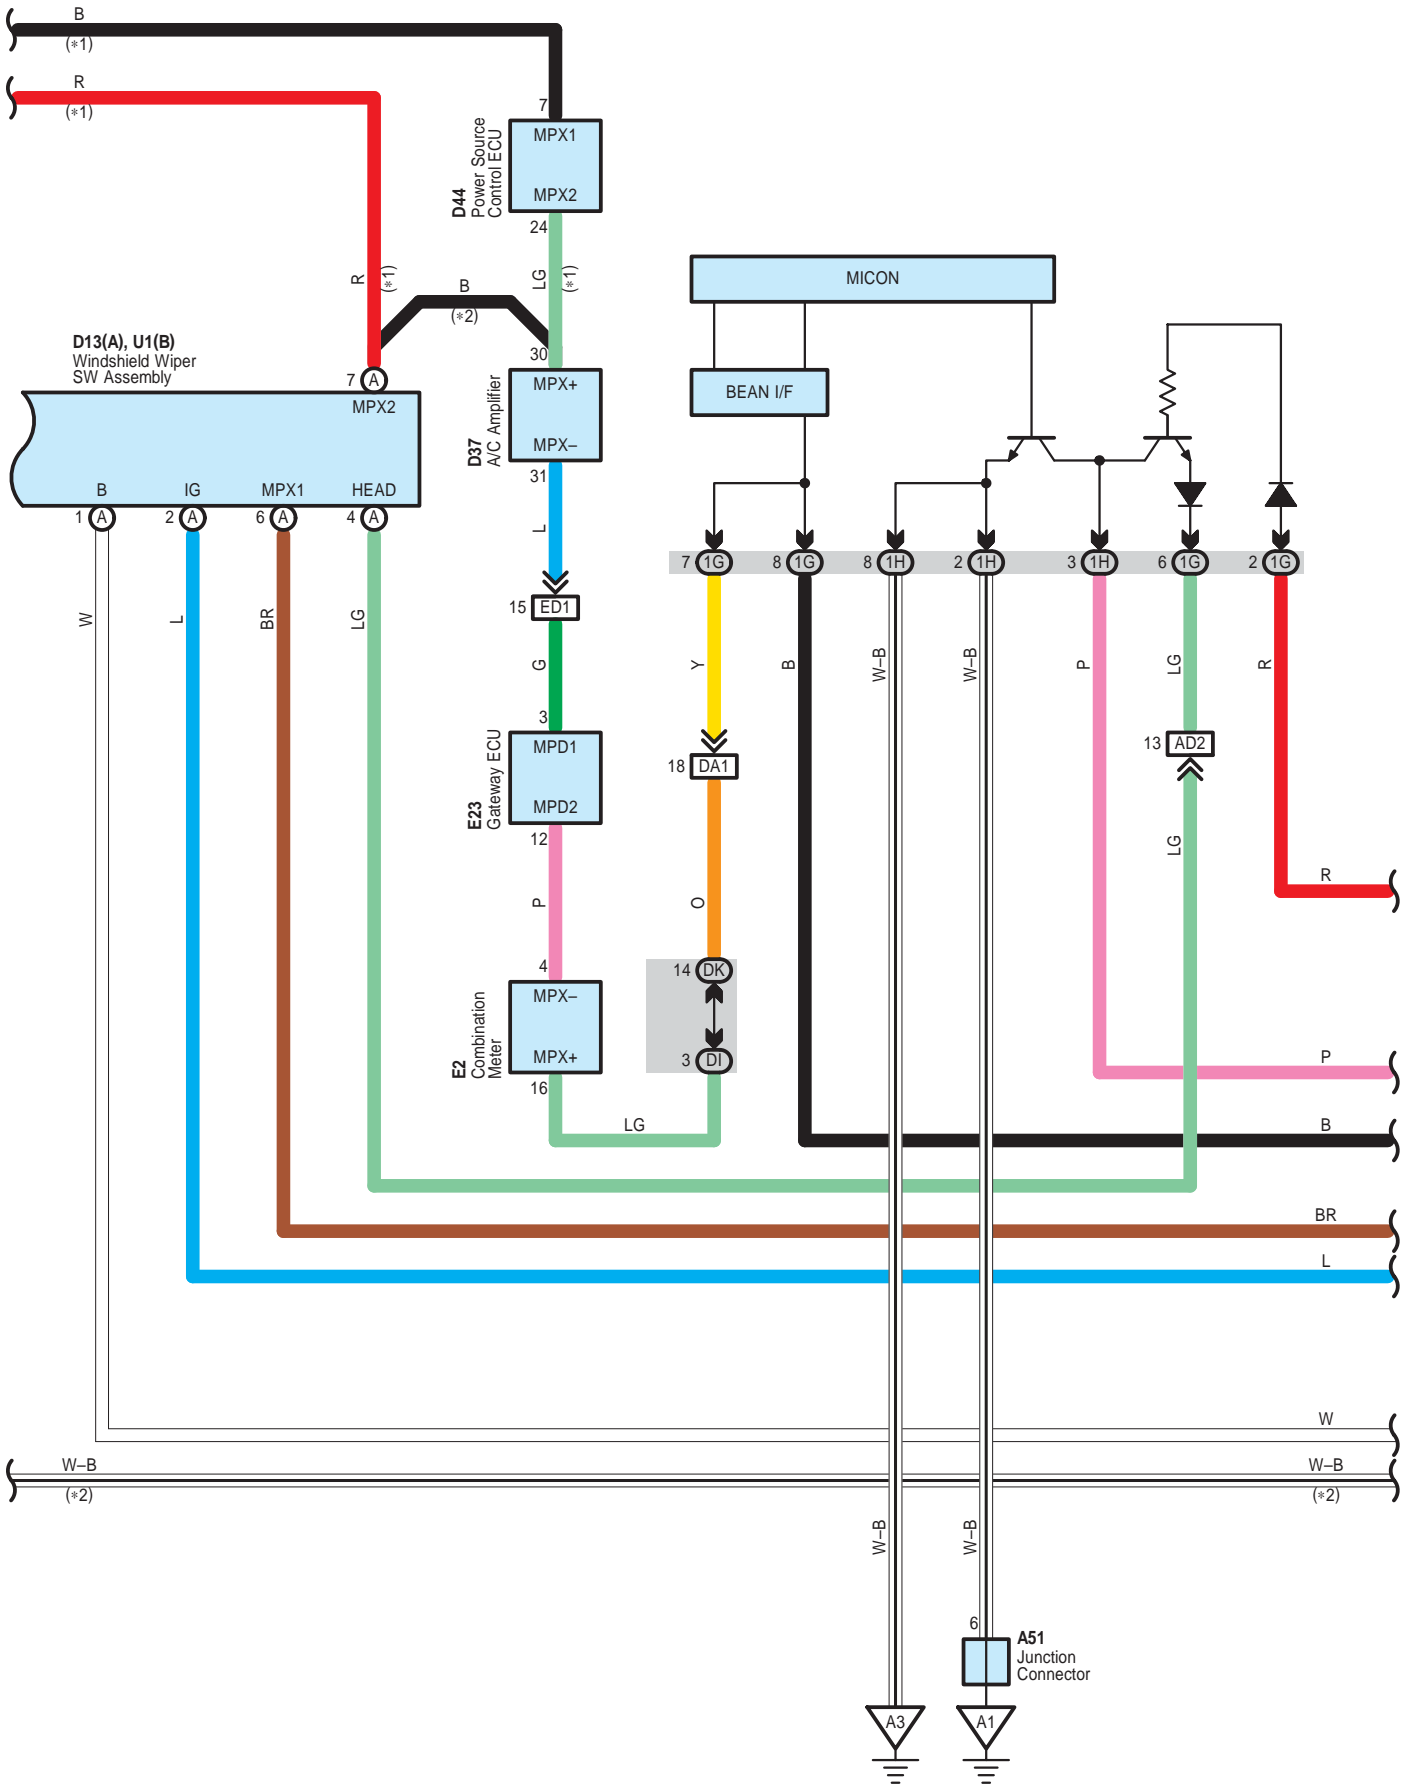 B
(*1)
R
(*1)
7
MPX1
MPX2
D44
Power Source
Control ECU
24
R
(*1)
B
(*2)
LG
(*1)
MICON
D13(A), U1(B)
Windshield Wiper
SW Assembly
7 A
MPX2
30
MPX+
MPX–
D37
A/C Amplifier
31
BEAN I/F
B
IG
MPX1
HEAD
1 A
2 A
6 A
4 A
L
7 1G
8 1G
8 1H
2 1H
3 1H
6 1G
2 1G
15 ED1
W
L
BR
LG
G
Y
B
W–B
W–B
P
LG
R
3
MPD1
MPD2
E23
Gateway ECU
12
18 DA1
13 AD2
LG
P
O
R
4
MPX–
MPX+
E2
Combination
Meter
16
14 DK
3 DI
LG
P
B
BR
L
W
W–B
(*2)
W–B
(*2)
W–B
W–B
6
A51
Junction
Connector
A3
A1